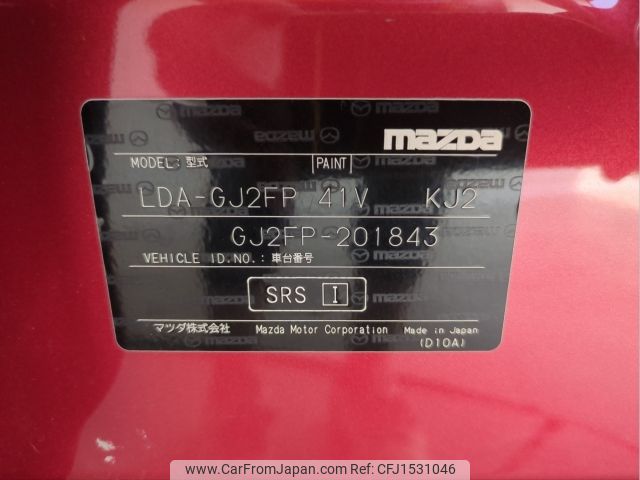 mazda
MODEL: 型式 PAINT
LDA-GJ2FP 41V KJ2
GJ2FP-201843
VEHICLE ID.NO.: 車台番号
SRS I
マツダ株式会社 Mazda Motor Corporation Made in Japan
(D10A)
www.CarFromJapan.com - CFJ1531046